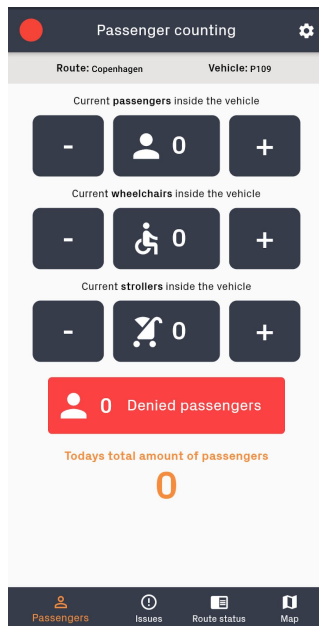 Passenger counting
Route: Copenhagen Vehicle: P109
Current passengers inside the vehicle
- 0 +
Current wheelchairs inside the vehicle
- 0 +
Current strollers inside the vehicle
- 0 +
0 Denied passengers
Todays total amount of passengers
0
Passengers Issues Route status Map